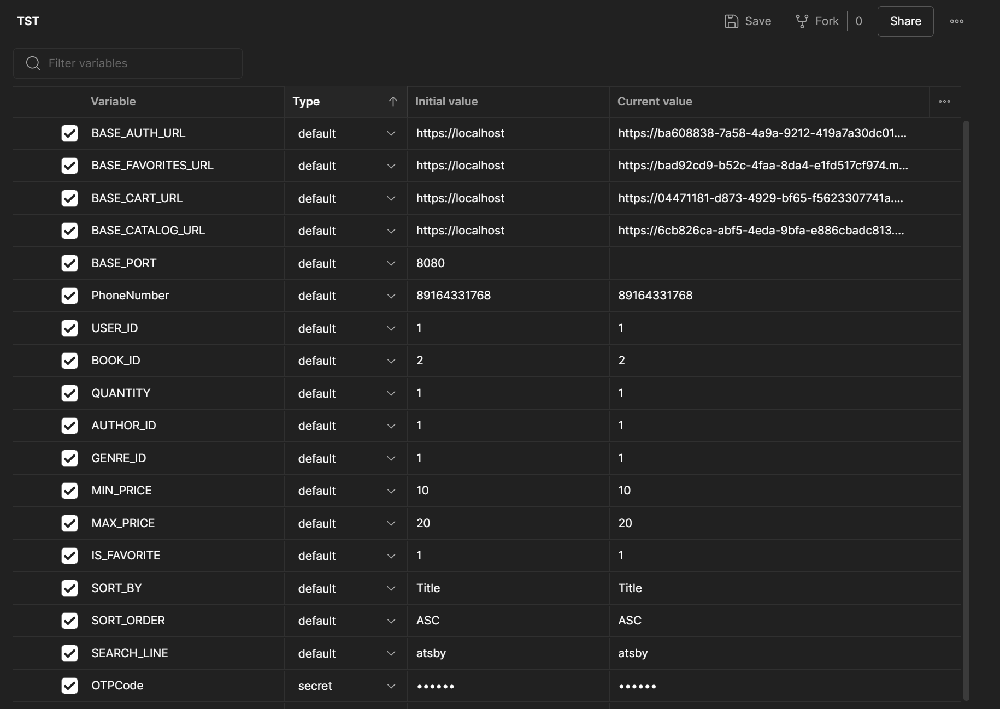 TST
Save
Fork
0
Share
Filter variables
Variable Type Initial value Current value
BASE_AUTH_URL default https://localhost https://ba608838-7a58-4a9a-9212-419a7a30dc01....
BASE_FAVORITES_URL default https://localhost https://bad92cd9-b52c-4faa-8da4-e1fd517cf974.m...
BASE_CART_URL default https://localhost https://04471181-d873-4929-bf65-f5623307741a....
BASE_CATALOG_URL default https://localhost https://6cb826ca-abf5-4eda-9bfa-e886cbadc813....
BASE_PORT default 8080
PhoneNumber default 89164331768 89164331768
USER_ID default 1 1
BOOK_ID default 2 2
QUANTITY default 1 1
AUTHOR_ID default 1 1
GENRE_ID default 1 1
MIN_PRICE default 10 10
MAX_PRICE default 20 20
IS_FAVORITE default 1 1
SORT_BY default Title Title
SORT_ORDER default ASC ASC
SEARCH_LINE default atsby atsby
OTPCode secret •••••• ••••••